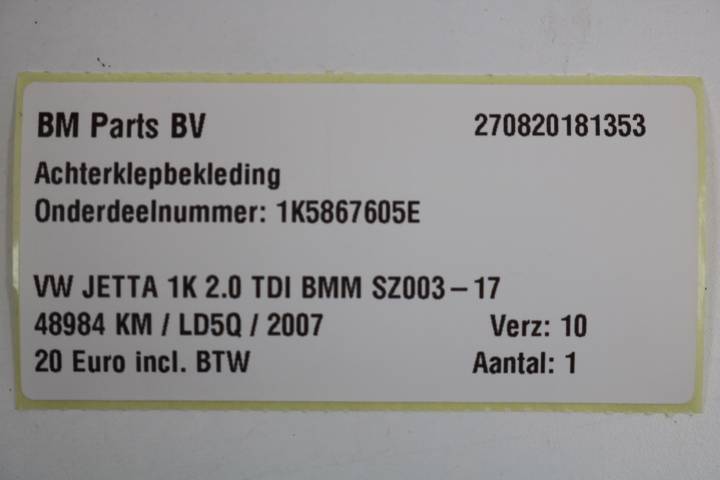 BM Parts BV 270820181353
Achterklepbekleding
Onderdeelnummer: 1K5867605E
VW JETTA 1K 2.0 TDI BMM SZ003-17
48984 KM / LD5Q / 2007 Verz: 10
20 Euro incl. BTW Aantal: 1